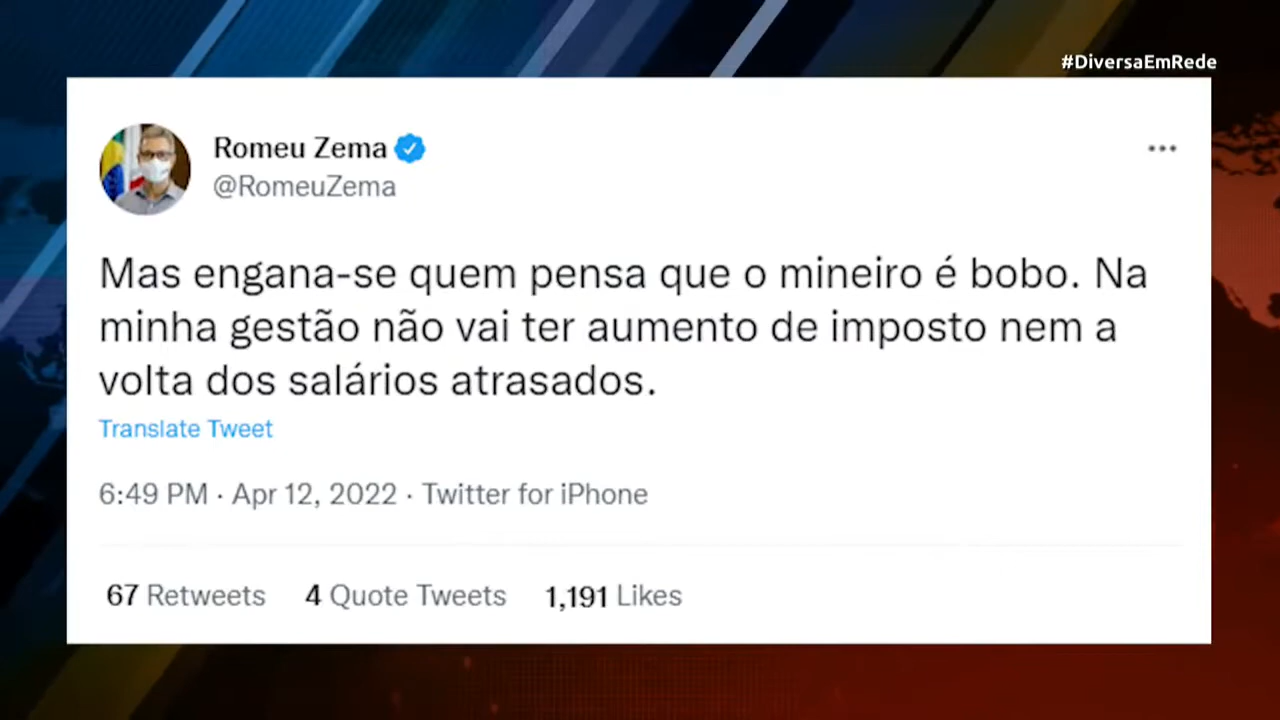 #DiversaEmRede
Romeu Zema
@RomeuZema
Mas engana-se quem pensa que o mineiro é bobo. Na
minha gestão não vai ter aumento de imposto nem a
volta dos salários atrasados.
Translate Tweet
6:49 PM · Apr 12, 2022 · Twitter for iPhone
67 Retweets 4 Quote Tweets 1,191 Likes